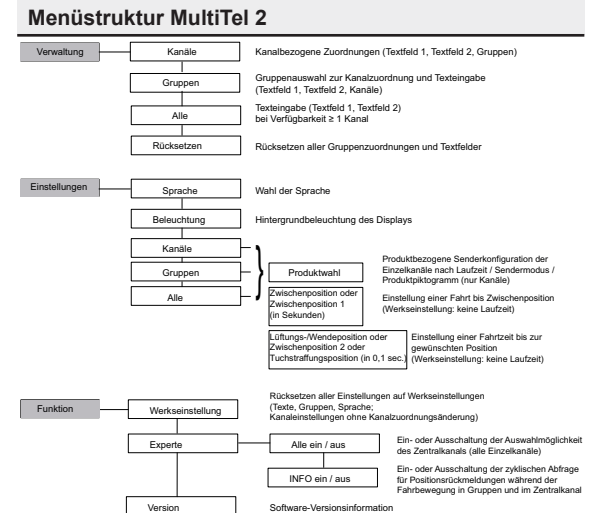 Menüstruktur MultiTel 2
Verwaltung
Kanäle
Kanalbezogene Zuordnungen (Textfeld 1, Textfeld 2, Gruppen)
Gruppen
Gruppenauswahl zur Kanalzuordnung und Texteingabe
(Textfeld 1, Textfeld 2, Kanäle)
Alle
Texteingabe (Textfeld 1, Textfeld 2)
bei Verfügbarkeit ≥ 1 Kanal
Rücksetzen
Rücksetzen aller Gruppenzuordnungen und Textfelder
Einstellungen
Sprache
Wahl der Sprache
Beleuchtung
Hintergrundbeleuchtung des Displays
Kanäle
Gruppen
Alle
Produktwahl
Produktbezogene Senderkonfiguration der
Einzelkanäle nach Laufzeit / Sendermodus /
Produktpiktogramm (nur Kanäle)
Zwischenposition oder
Zwischenposition 1
(in Sekunden)
Einstellung einer Fahrt bis Zwischenposition
(Werkseinstellung: keine Laufzeit)
Lüftungs-/Wendeposition oder
Zwischenposition 2 oder
Tuchstraffungsposition (in 0,1 sec.)
Einstellung einer Fahrtzeit bis zur
gewünschten Position
(Werkseinstellung: keine Laufzeit)
Funktion
Werkseinstellung
Rücksetzen aller Einstellungen auf Werkseinstellungen
(Texte, Gruppen, Sprache;
Kanaleinstellungen ohne Kanalzuordnungsänderung)
Experte
Alle ein / aus
Ein- oder Ausschaltung der Auswahlmöglichkeit
des Zentralkanals (alle Einzelkanäle)
INFO ein / aus
Ein- oder Ausschaltung der zyklischen Abfrage
für Positionsrückmeldungen während der
Fahrbewegung in Gruppen und im Zentralkanal
Version
Software-Versionsinformation